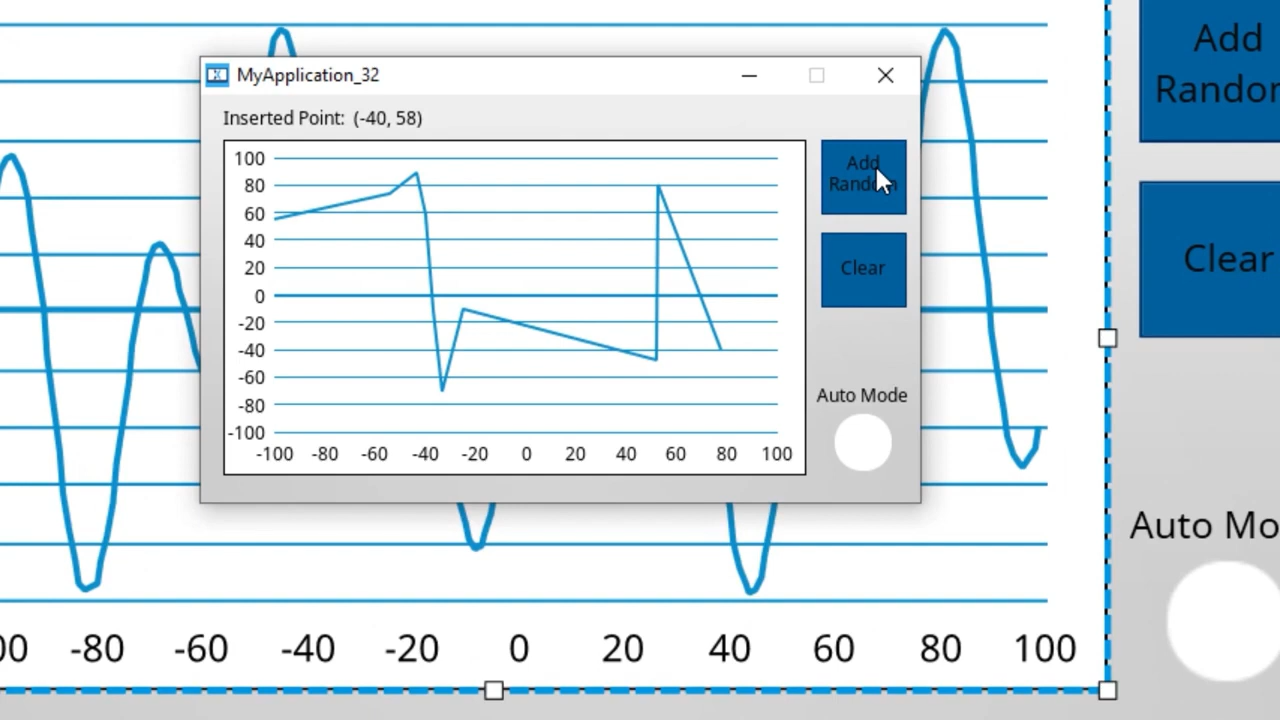 Add
Random
MyApplication_32
Inserted Point: (-40, 58)
100
80
60
40
20
0
-20
-40
-60
-80
-100
-100 -80 -60 -40 -20 0 20 40 60 80 100
Add
Random
Clear
Auto Mode
Clear
Auto Mo
00 -80 -60 -40 -20 0 20 40 60 80 100